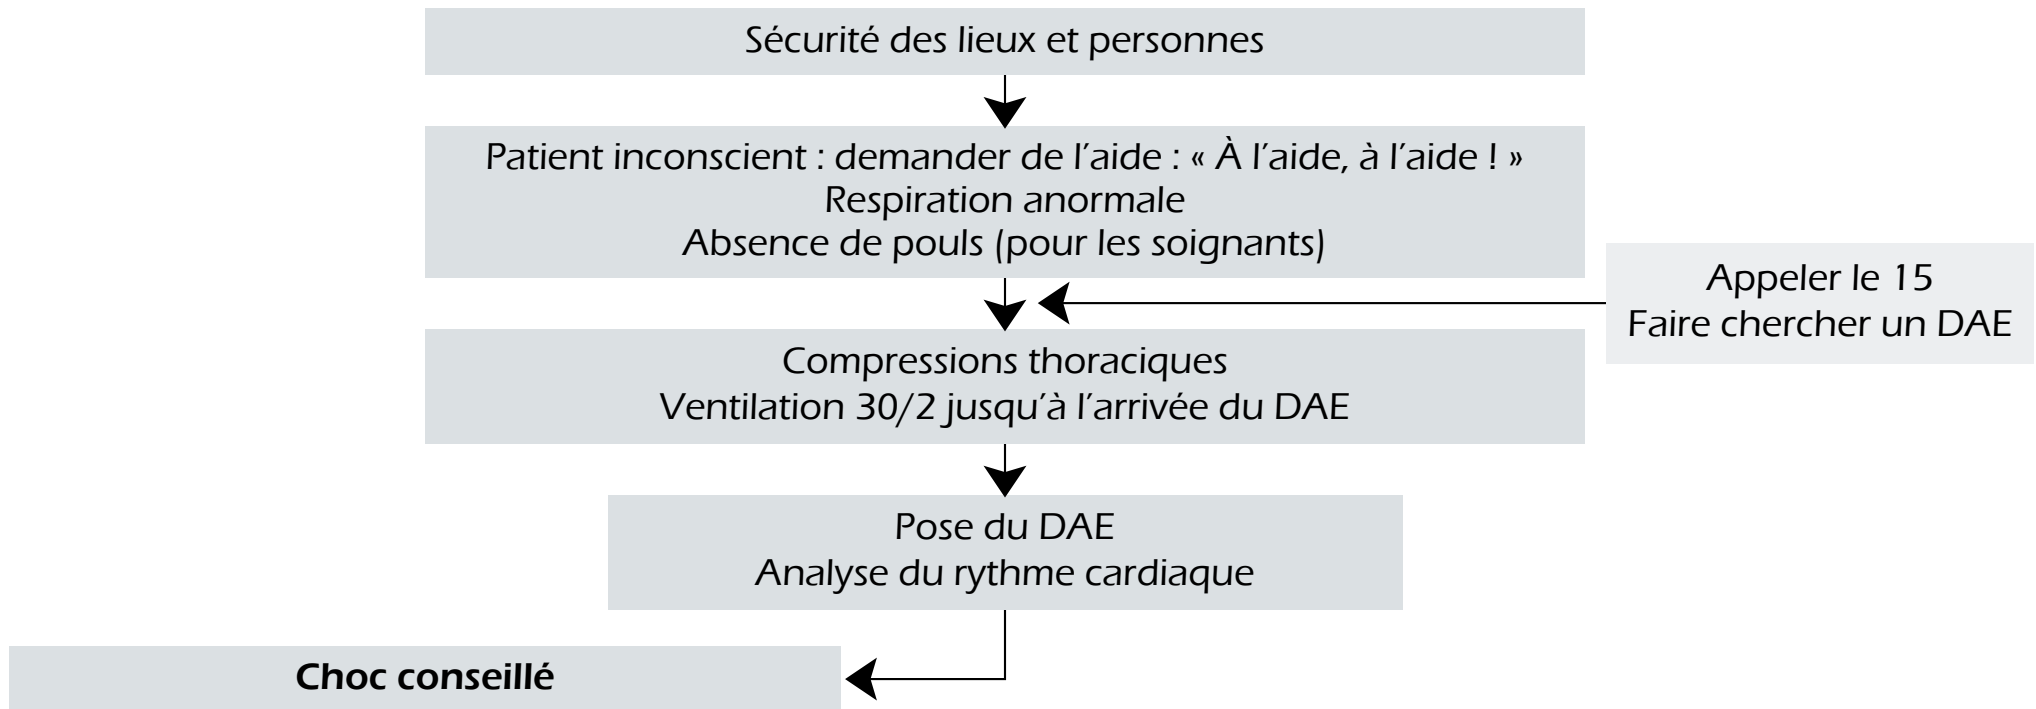 Sécurité des lieux et personnes
Patient inconscient : demander de l’aide : « À l’aide, à l’aide ! »
Respiration anormale
Absence de pouls (pour les soignants)
Appeler le 15
Faire chercher un DAE
Compressions thoraciques
Ventilation 30/2 jusqu’à l’arrivée du DAE
Pose du DAE
Analyse du rythme cardiaque
Choc conseillé